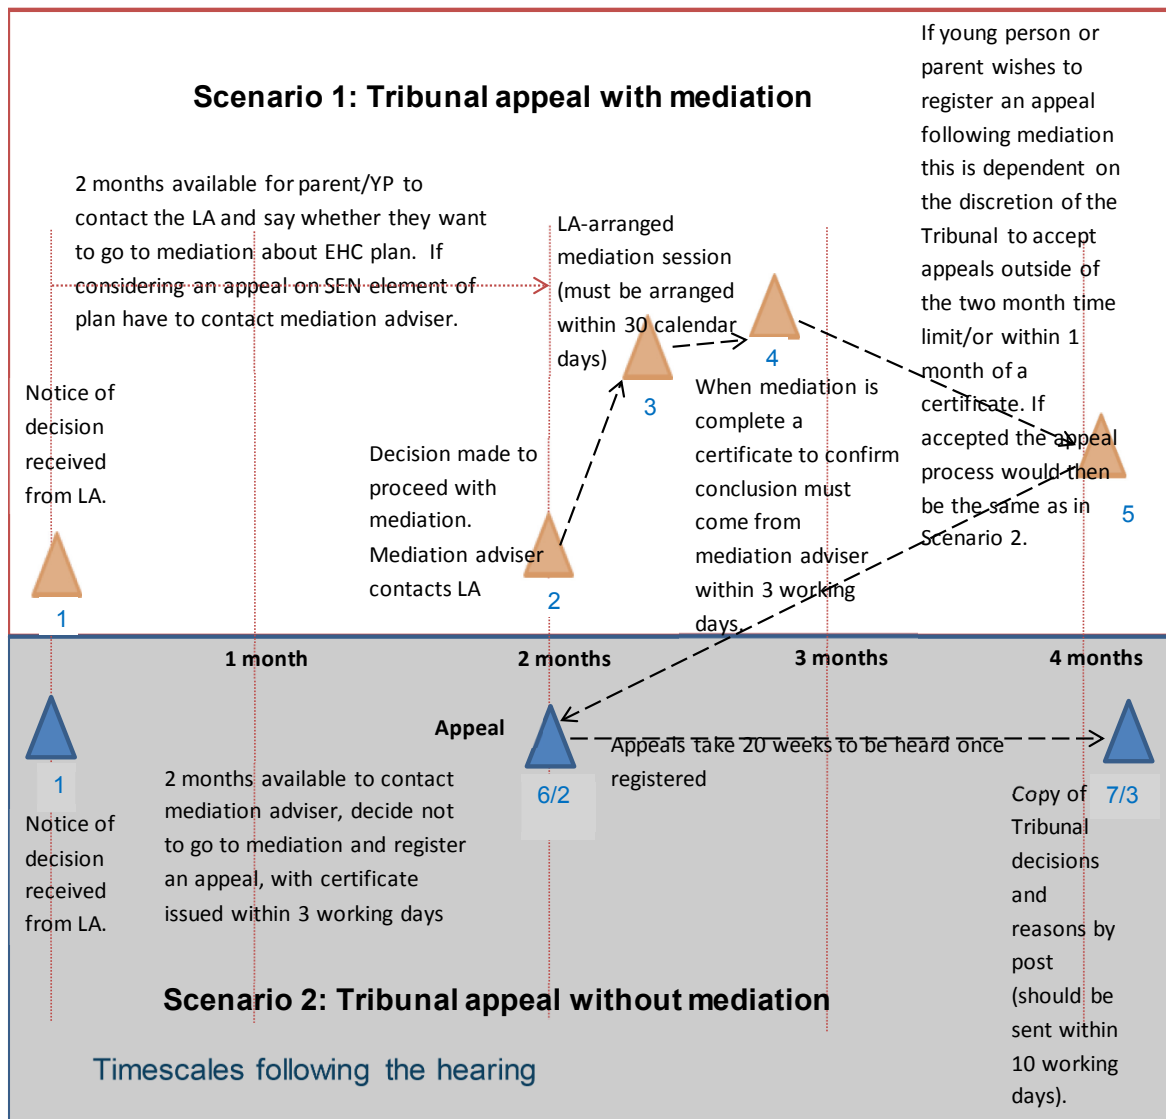 Scenario 1: Tribunal appeal with mediation
2 months available for parent/YP to
contact the LA and say whether they want
to go to mediation about EHC plan. If
considering an appeal on SEN element of
plan have to contact mediation adviser.
Notice of
decision
received
from LA.
1
Decision made to
proceed with
mediation.
Mediation adviser
contacts LA
2
LA-arranged
mediation session
(must be arranged
within 30 calendar
days)
3
4
When mediation is
complete a
certificate to confirm
conclusion must
come from
mediation adviser
within 3 working
days.
If young person or
parent wishes to
register an appeal
following mediation
this is dependent on
the discretion of the
Tribunal to accept
appeals outside of
the two month time
limit/or within 1
month of a
certificate. If
accepted the appeal
process would then
be the same as in
Scenario 2.
5
1 month
2 months
3 months
4 months
1
Notice of
decision
received
from LA.
2 months available to contact
mediation adviser, decide not
to go to mediation and register
an appeal, with certificate
issued within 3 working days
Appeal
6/2
Appeals take 20 weeks to be heard once
registered
7/3
Copy of
Tribunal
decisions
and
reasons by
post
(should be
sent within
10 working
days).
Scenario 2: Tribunal appeal without mediation
Timescales following the hearing